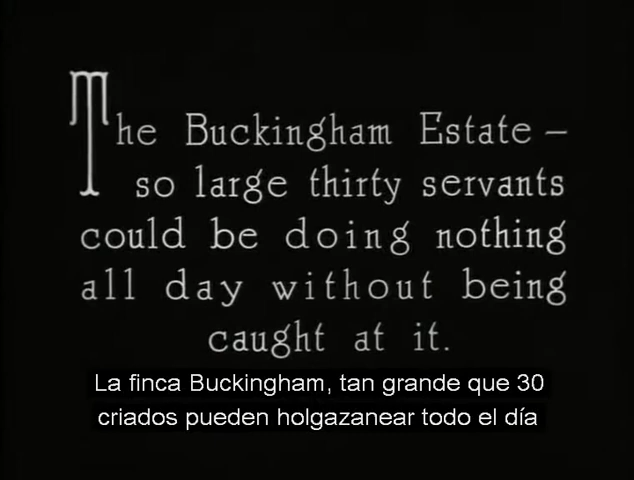 The Buckingham Estate –
so large thirty servants
could be doing nothing
all day without being
caught at it.
La finca Buckingham, tan grande que 30
criados pueden holgazanear todo el día